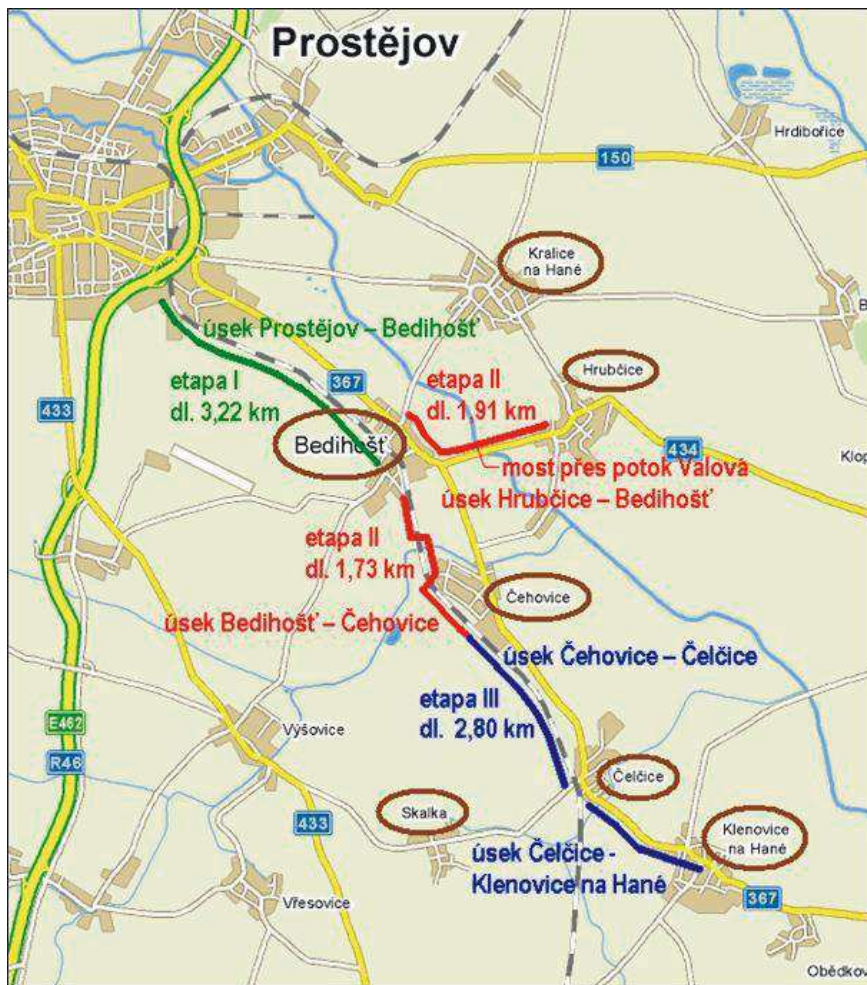 Prostějov
Hrdibořice
150
Kralice
na Hané
úsek Prostějov – Bedihošť
etapa I
dl. 3,22 km
367
etapa II
dl. 1,91 km
Hrubčice
433
Bedihošť
434
Klop
most přes potok Valová
úsek Hrubčice – Bedihošť
etapa II
dl. 1,73 km
Čehovice
úsek Bedihošť – Čehovice
úsek Čehovice – Čelčice
etapa III
dl. 2,80 km
E462
R46
Výšovice
Čelčice
Skalka
433
Klenovice
na Hané
úsek Čelčice -
Klenovice na Hané
Vřesovice
367
Obědkov